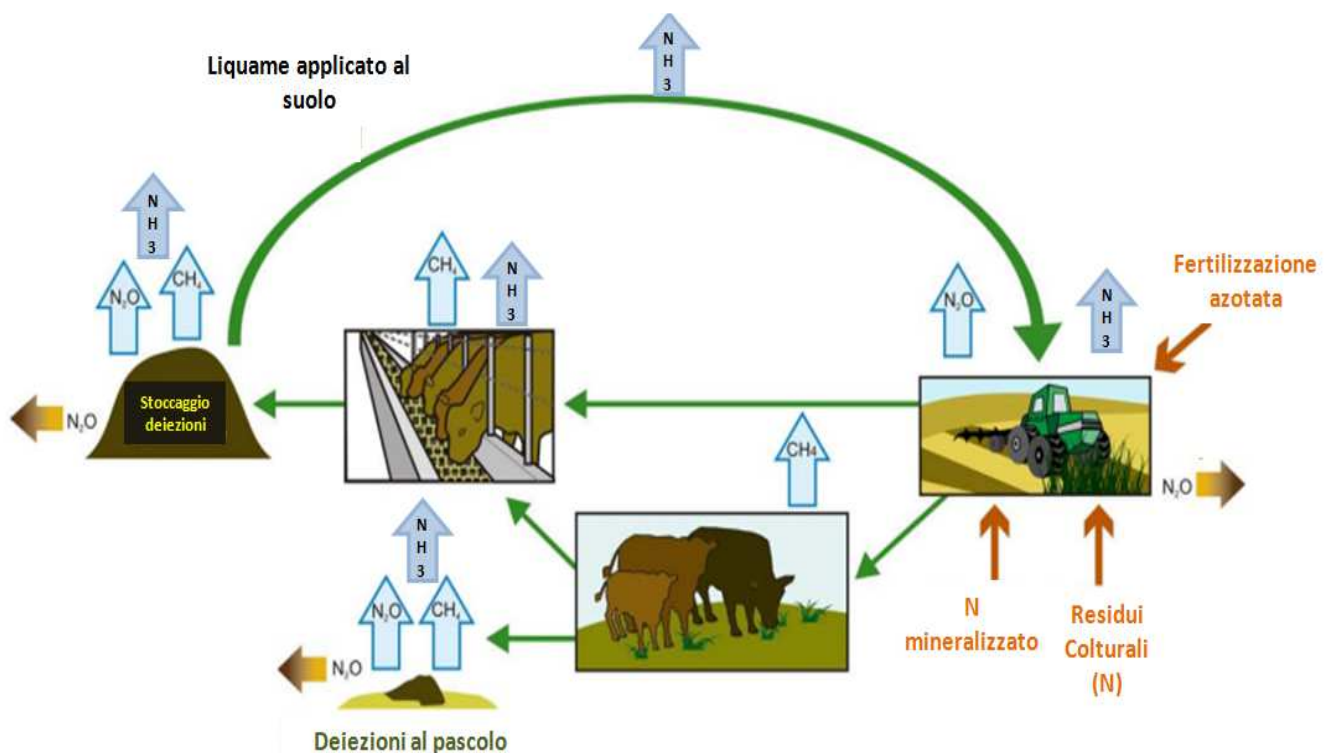 N
H
3
Liquame applicato al
suolo
N
H
3
N₂O
CH₄
CH₄
N
H
3
N₂O
N
H
3
Fertilizzazione
azotata
Stoccaggio
deiezioni
N₂O
CH4
N₂O
N
H
3
N₂O
CH₄
N₂O
N
mineralizzato
Residui
Colturali
(N)
Deiezioni al pascolo